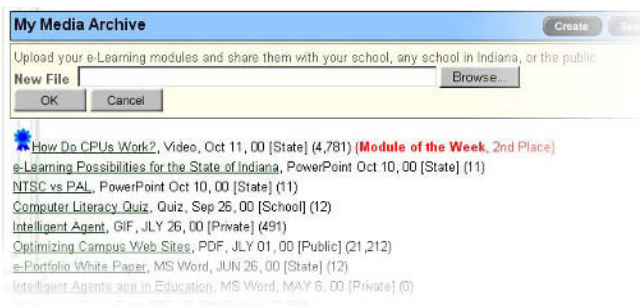 My Media Archive
Create
Upload your e-Learning modules and share them with your school, any school in Indiana, or the public.
New File
Browse...
OK Cancel
How Do CPUs Work?, Video, Oct 11, 00 [State] (4,781) (Module of the Week, 2nd Place)
e-Learning Possibilities for the State of Indiana, PowerPoint Oct 10, 00 [State] (11)
NTSC vs PAL, PowerPoint Oct 10, 00 [State] (11)
Computer Literacy Quiz, Quiz, Sep 26, 00 [School] (12)
Intelligent Agent, GIF, JLY 26, 00 [Private] (491)
Optimizing Campus Web Sites, PDF, JLY 01, 00 [Public] (21,212)
e-Portfolio White Paper, MS Word, JUN 26, 00 [State] (12)
Intelligent Agents app in Education, MS Word, MAY 6, 00 [Private] (0)